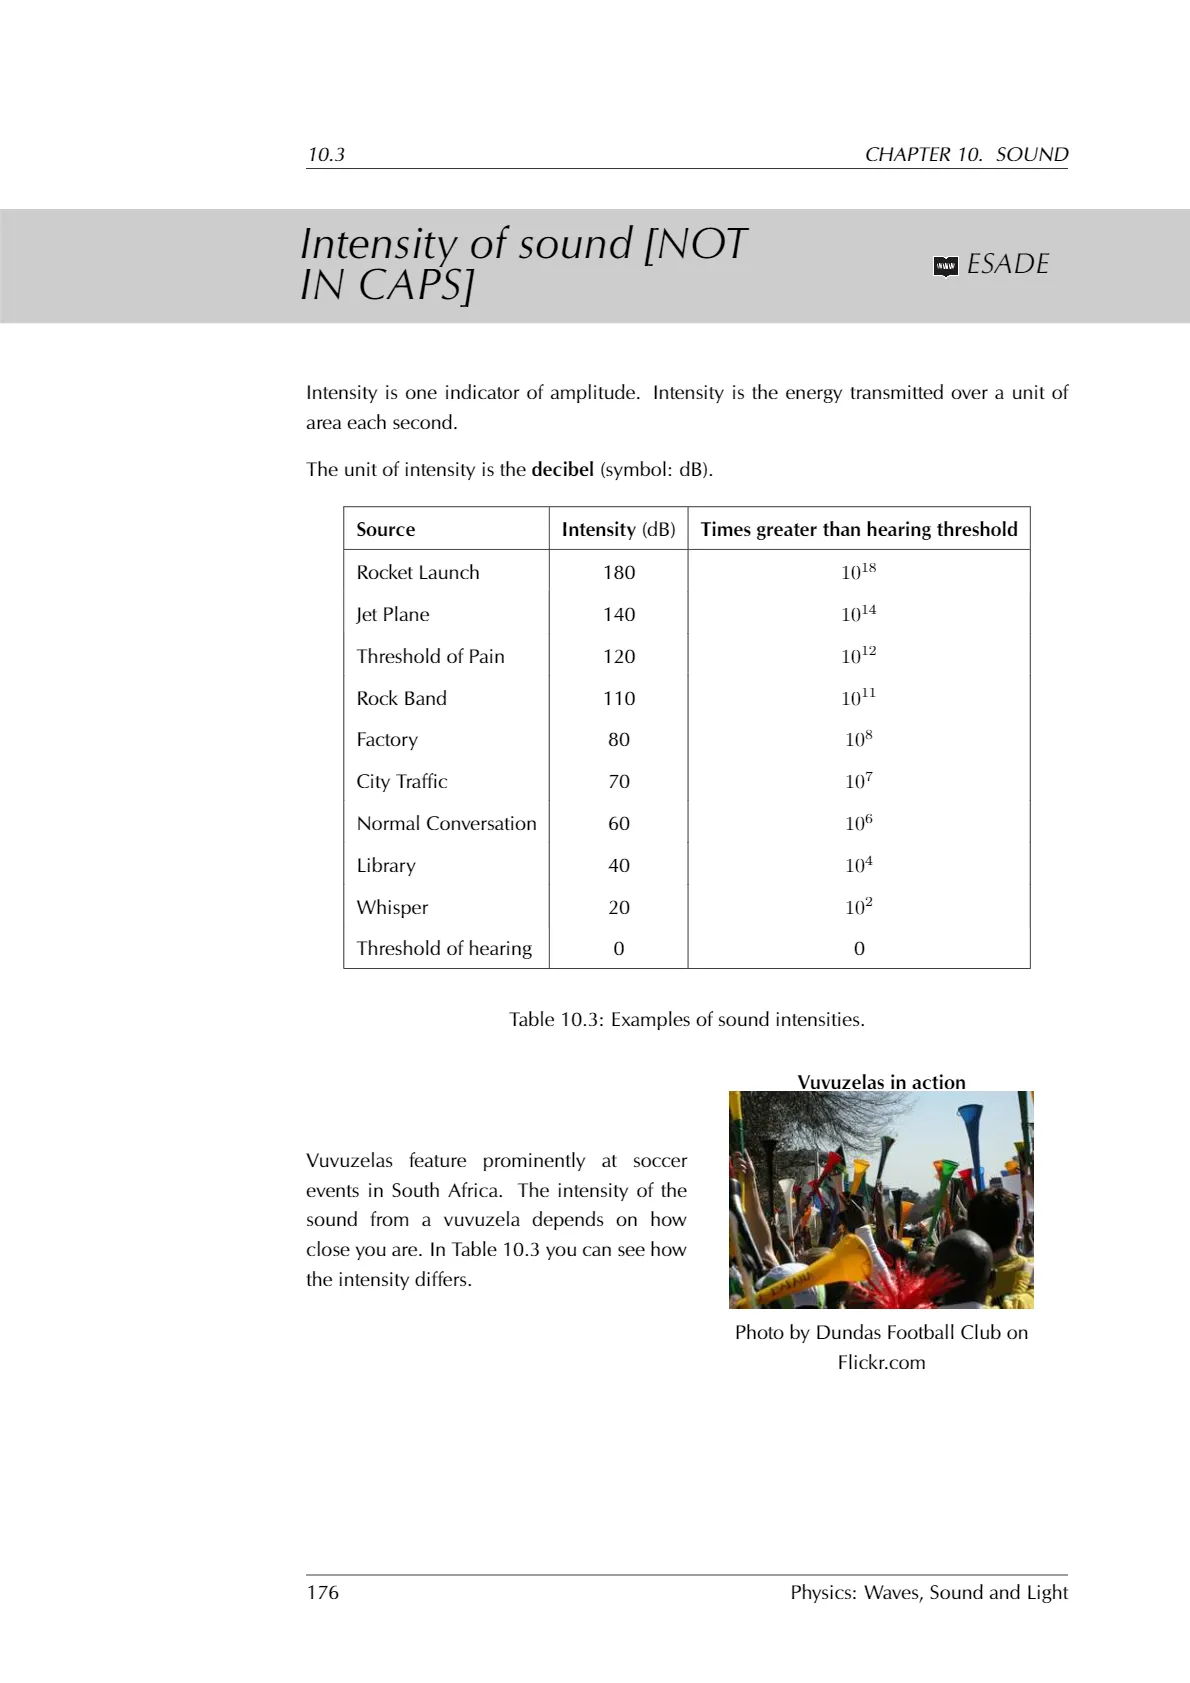 10.3 CHAPTER 10. SOUND
Intensity of sound [NOT
IN CAPS]
www ESADE
Intensity is one indicator of amplitude. Intensity is the energy transmitted over a unit of
area each second.
The unit of intensity is the decibel (symbol: dB).
Source Intensity (dB) Times greater than hearing threshold
Rocket Launch 180 10^18
Jet Plane 140 10^14
Threshold of Pain 120 10^12
Rock Band 110 10^11
Factory 80 10^8
City Traffic 70 10^7
Normal Conversation 60 10^6
Library 40 10^4
Whisper 20 10^2
Threshold of hearing 0 0
Table 10.3: Examples of sound intensities.
Vuvuzelas feature prominently at soccer
events in South Africa. The intensity of the
sound from a vuvuzela depends on how
close you are. In Table 10.3 you can see how
the intensity differs.
Vuvuzelas in action
Photo by Dundas Football Club on
Flickr.com
176 Physics: Waves, Sound and Light